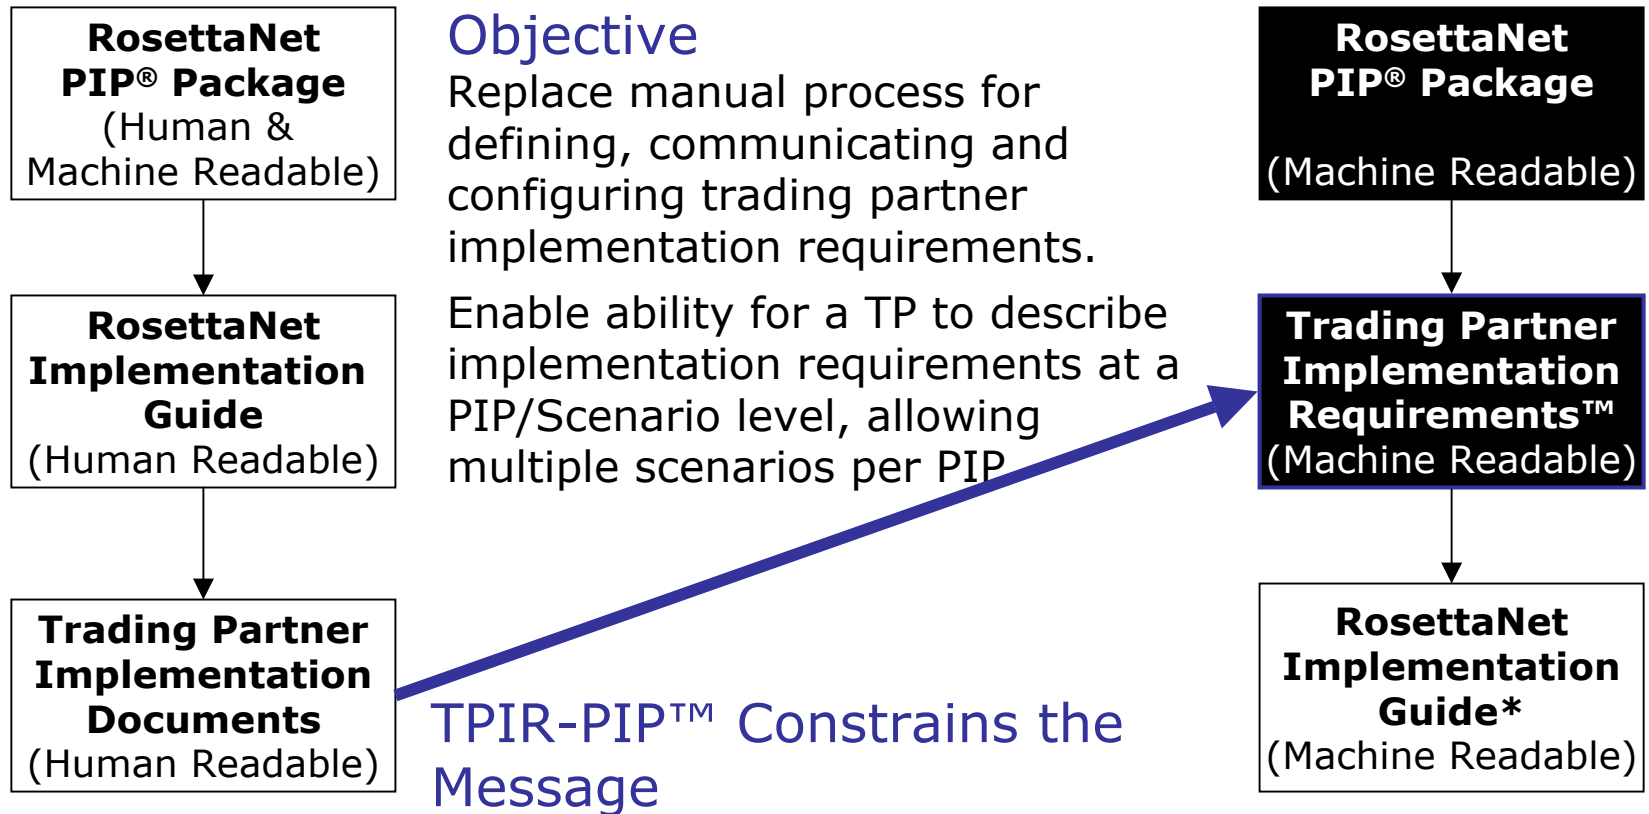 RosettaNet
PIP® Package
(Human &
Machine Readable)
RosettaNet
Implementation
Guide
(Human Readable)
Trading Partner
Implementation
Documents
(Human Readable)
Objective
Replace manual process for
defining, communicating and
configuring trading partner
implementation requirements.
Enable ability for a TP to describe
implementation requirements at a
PIP/Scenario level, allowing
multiple scenarios per PIP
TPIR-PIP™ Constrains the
Message
RosettaNet
PIP® Package
(Machine Readable)
Trading Partner
Implementation
Requirements™
(Machine Readable)
RosettaNet
Implementation
Guide*
(Machine Readable)